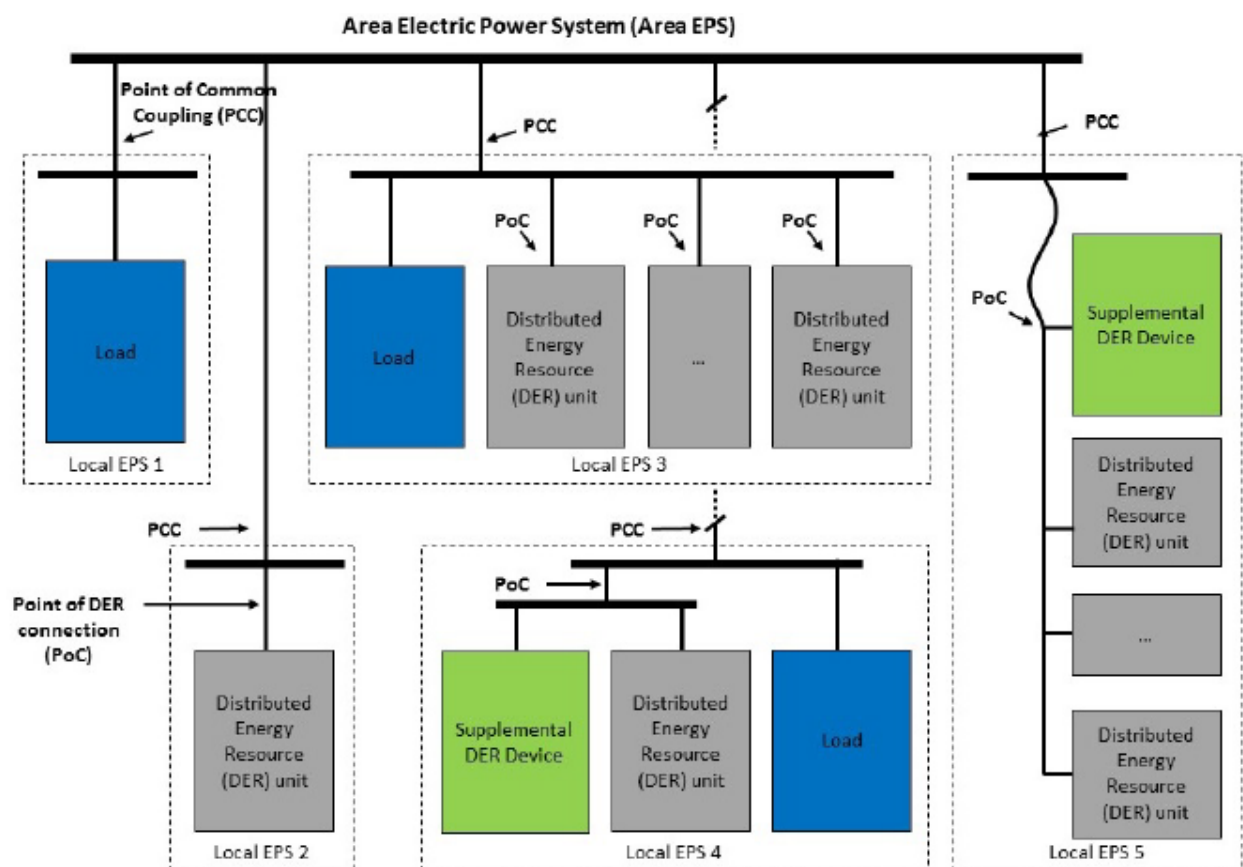 Area Electric Power System (Area EPS)
Point of Common
Coupling (PCC)
PCC
PCC
Load
Local EPS 1
PoC
PoC
PoC
Load
Distributed
Energy
Resource
(DER) unit
...
Distributed
Energy
Resource
(DER) unit
Local EPS 3
PoC
Supplemental
DER Device
Distributed
Energy
Resource
(DER) unit
...
Distributed
Energy
Resource
(DER) unit
Local EPS 5
PCC
Point of DER
connection
(PoC)
Distributed
Energy
Resource
(DER) unit
Local EPS 2
PCC
PoC
Supplemental
DER Device
Distributed
Energy
Resource
(DER) unit
Load
Local EPS 4